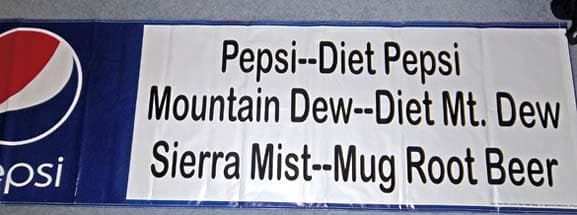 Pepsi--Diet Pepsi
Mountain Dew--Diet Mt. Dew
Sierra Mist--Mug Root Beer
epsi